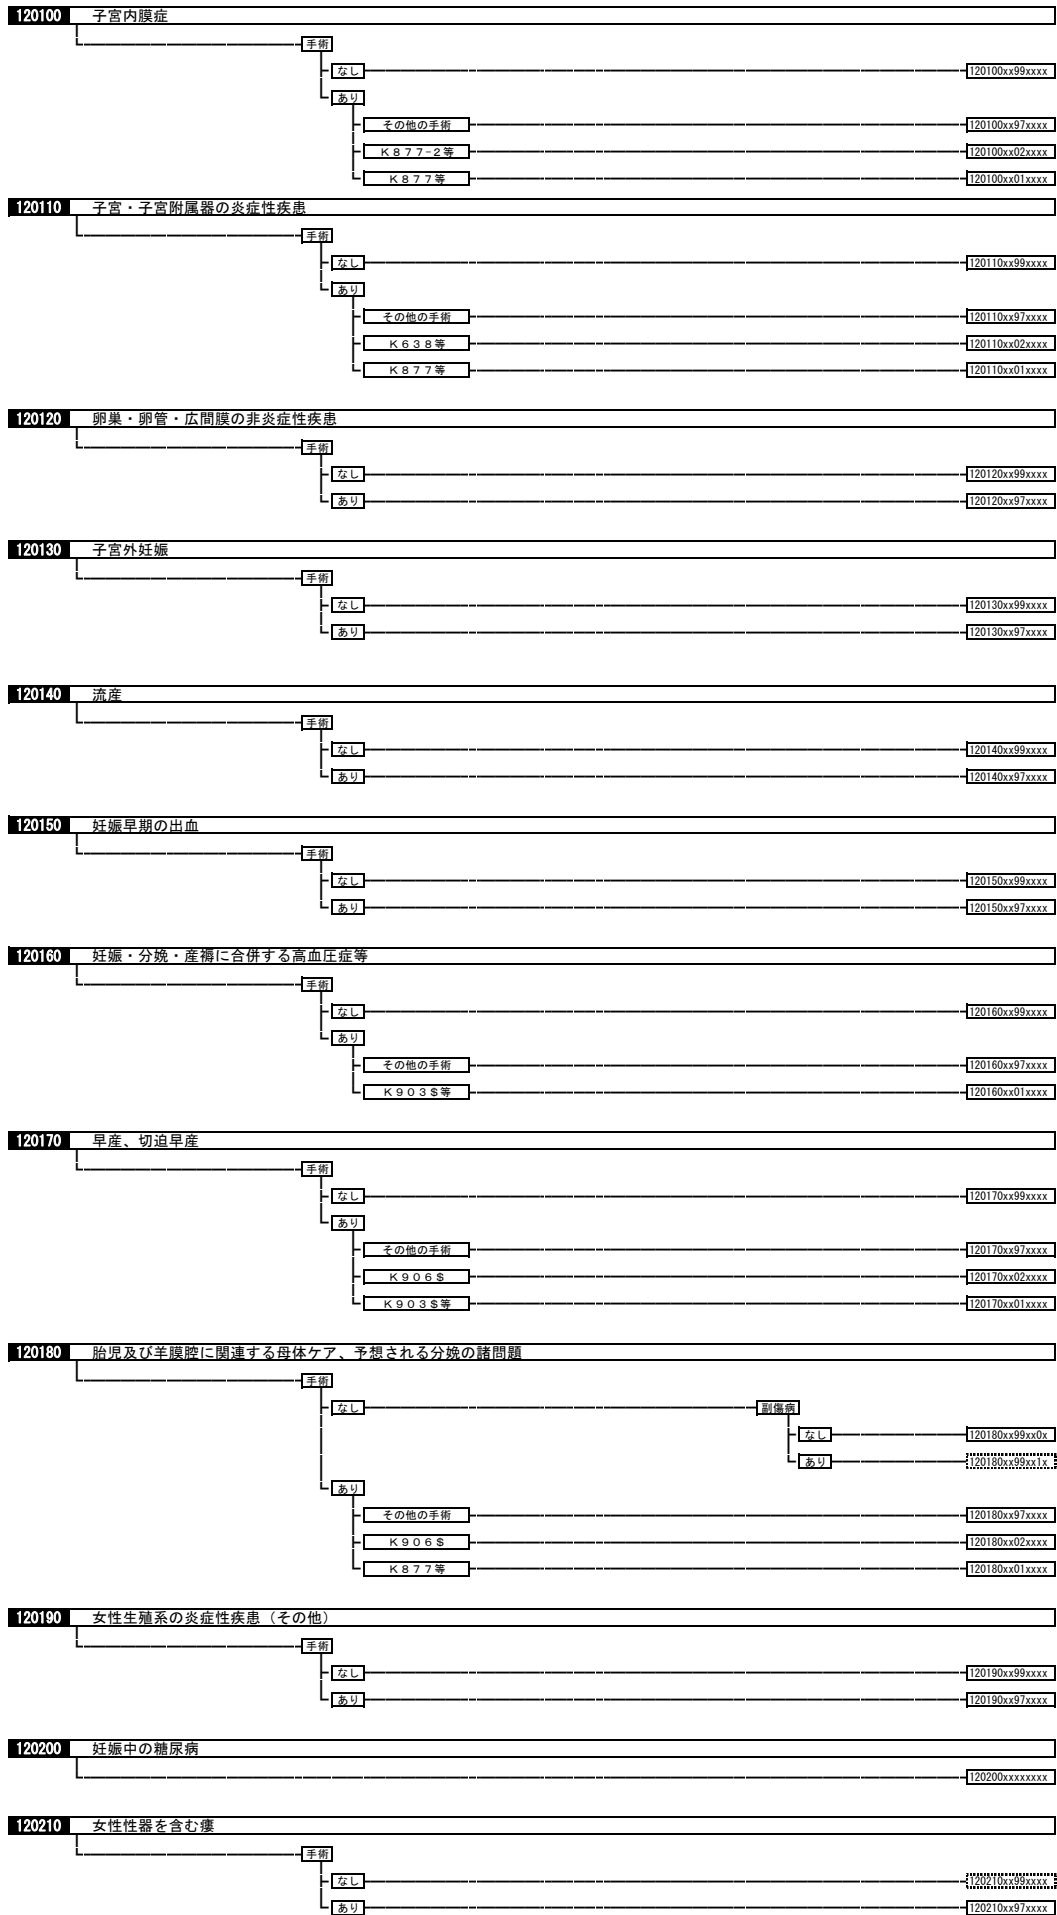 120100 子宮内膜症
手術
なし 120100xx99xxxx
あり
その他の手術 120100xx97xxxx
K877-2等 120100xx02xxxx
K877等 120100xx01xxxx
120110 子宮・子宮附属器の炎症性疾患
手術
なし 120110xx99xxxx
あり
その他の手術 120110xx97xxxx
K638等 120110xx02xxxx
K877等 120110xx01xxxx
120120 卵巣・卵管・広間膜の非炎症性疾患
手術
なし 120120xx99xxxx
あり 120120xx97xxxx
120130 子宮外妊娠
手術
なし 120130xx99xxxx
あり 120130xx97xxxx
120140 流産
手術
なし 120140xx99xxxx
あり 120140xx97xxxx
120150 妊娠早期の出血
手術
なし 120150xx99xxxx
あり 120150xx97xxxx
120160 妊娠・分娩・産褥に合併する高血圧症等
手術
なし 120160xx99xxxx
あり
その他の手術 120160xx97xxxx
K903$等 120160xx01xxxx
120170 早産、切迫早産
手術
なし 120170xx99xxxx
あり
その他の手術 120170xx97xxxx
K906$ 120170xx02xxxx
K903$等 120170xx01xxxx
120180 胎児及び羊膜腔に関連する母体ケア、予想される分娩の諸問題
手術
なし 副傷病
なし 120180xx99xx0x
あり 120180xx99xx1x
あり
その他の手術 120180xx97xxxx
K906$ 120180xx02xxxx
K877等 120180xx01xxxx
120190 女性生殖系の炎症性疾患（その他）
手術
なし 120190xx99xxxx
あり 120190xx97xxxx
120200 妊娠中の糖尿病
120200xxxxxxxx
120210 女性性器を含む瘻
手術
なし 120210xx99xxxx
あり 120210xx97xxxx